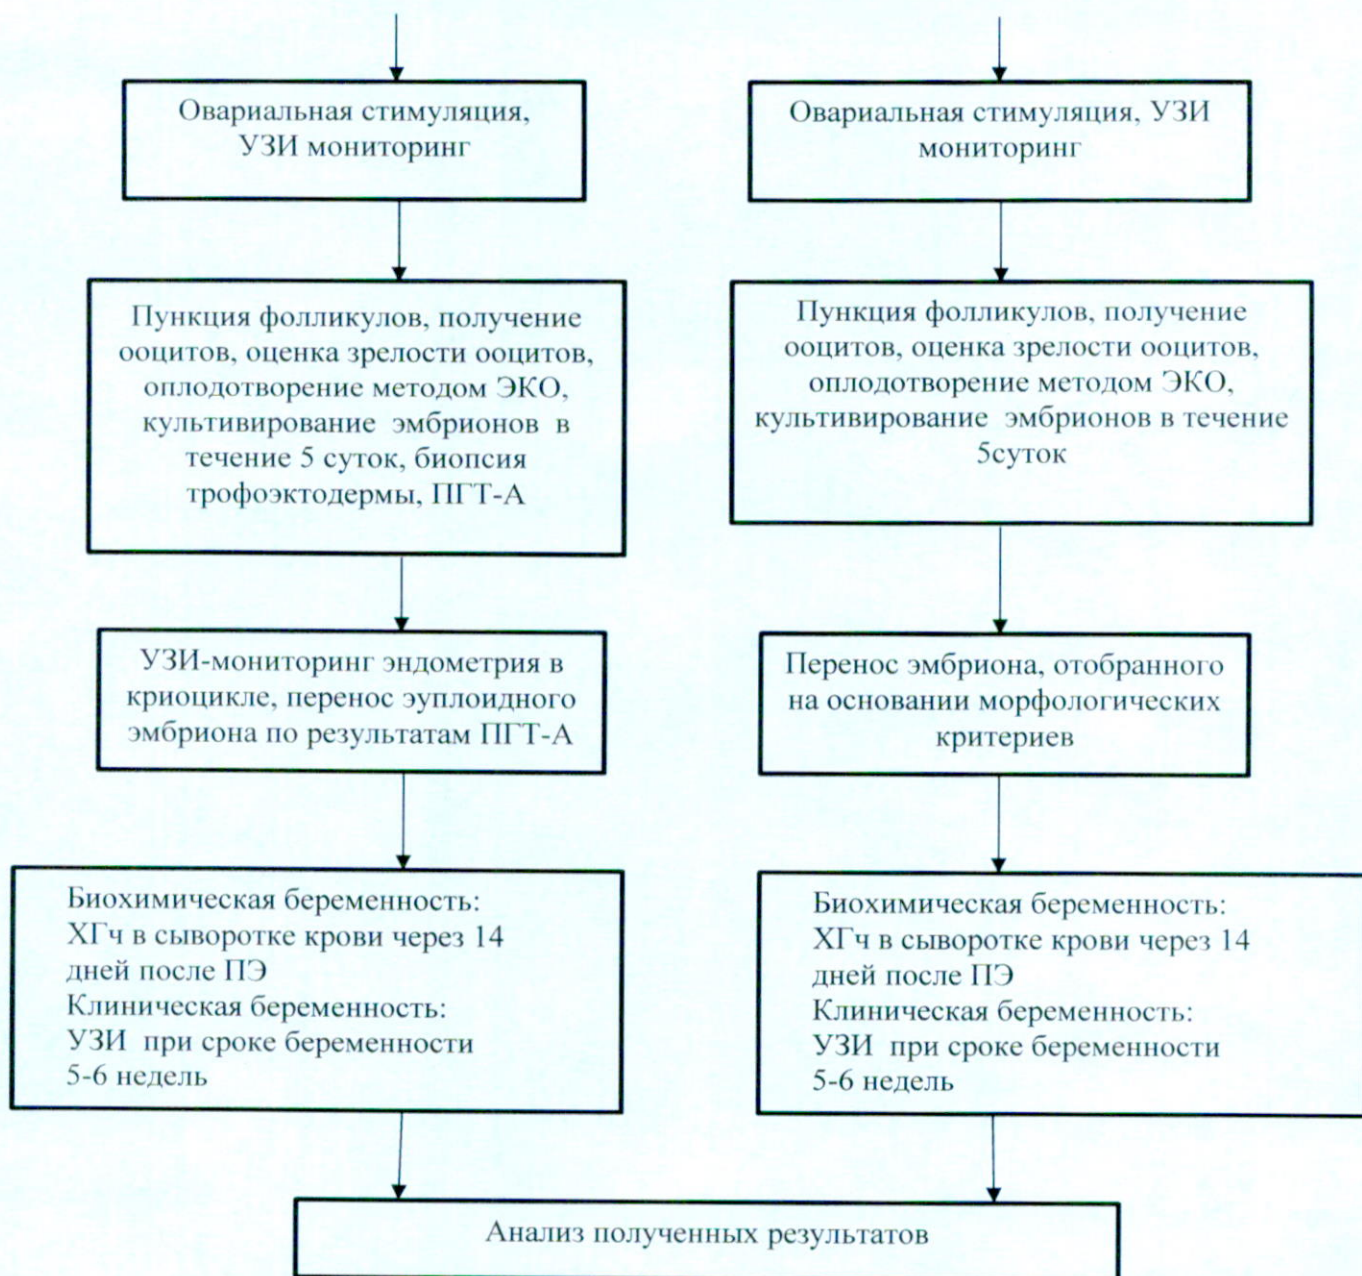 Овариальная стимуляция,
УЗИ мониторинг
Пункция фолликулов, получение
ооцитов, оценка зрелости ооцитов,
оплодотворение методом ЭКО,
культивирование эмбрионов в
течение 5 суток, биопсия
трофоэктодермы, ПГТ-А
УЗИ-мониторинг эндометрия в
криоцикле, перенос эуплоидного
эмбриона по результатам ПГТ-А
Биохимическая беременность:
ХГч в сыворотке крови через 14
дней после ПЭ
Клиническая беременность:
УЗИ при сроке беременности
5-6 недель
Овариальная стимуляция, УЗИ
мониторинг
Пункция фолликулов, получение
ооцитов, оценка зрелости ооцитов,
оплодотворение методом ЭКО,
культивирование эмбрионов в течение
5суток
Перенос эмбриона, отобранного
на основании морфологических
критериев
Биохимическая беременность:
ХГч в сыворотке крови через 14
дней после ПЭ
Клиническая беременность:
УЗИ при сроке беременности
5-6 недель
Анализ полученных результатов